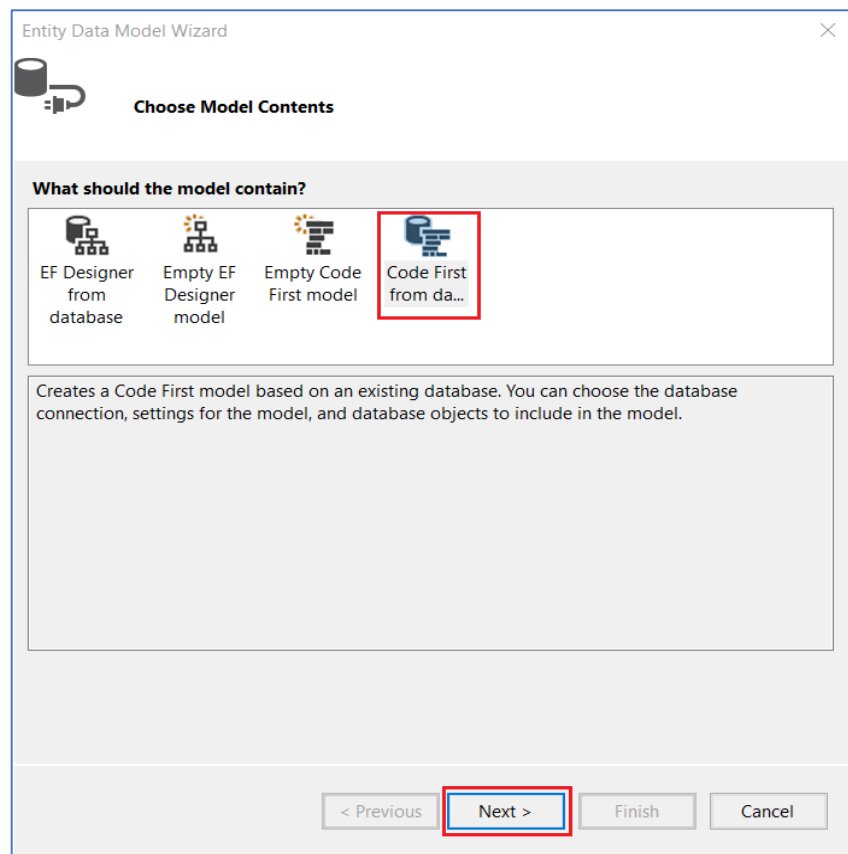 Entity Data Model Wizard
Choose Model Contents
What should the model contain?
EF Designer
from
database
Empty EF
Designer
model
Empty Code
First model
Code First
from da...
Creates a Code First model based on an existing database. You can choose the database
connection, settings for the model, and database objects to include in the model.
< Previous
Next >
Finish
Cancel